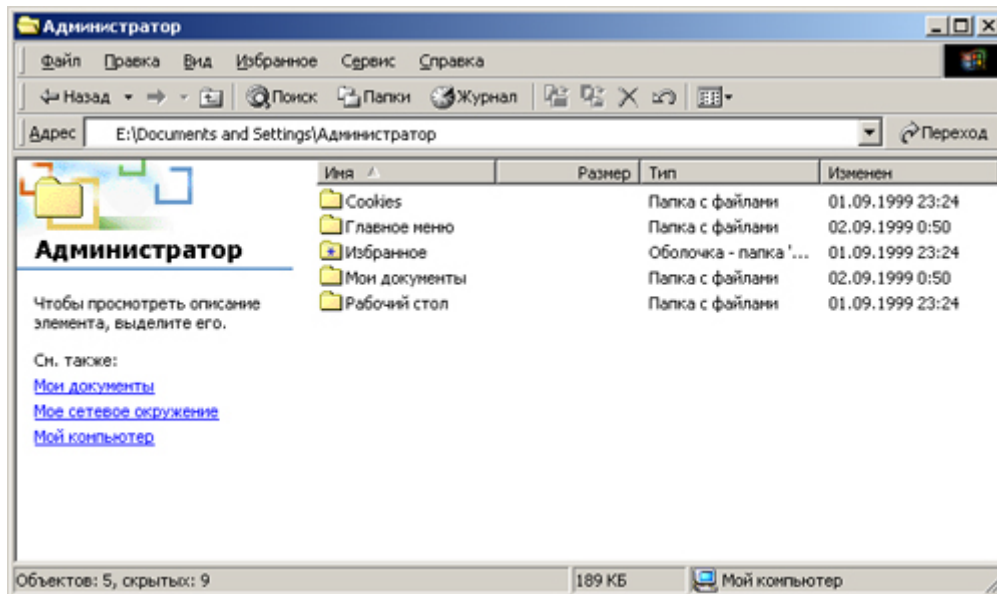 Администратор
Файл Правка Вид Избранное Сервис Справка
Назад Поиск Папки Журнал
Адрес E:\Documents and Settings\Администратор Переход
Имя Размер Тип Изменен
Cookies Папка с файлами 01.09.1999 23:24
Главное меню Папка с файлами 02.09.1999 0:50
Избранное Оболочка - папка '... 01.09.1999 23:24
Мои документы Папка с файлами 02.09.1999 0:50
Рабочий стол Папка с файлами 01.09.1999 23:24
Администратор
Чтобы просмотреть описание
элемента, выделите его.
См. также:
Мои документы
Мое сетевое окружение
Мой компьютер
Объектов: 5, скрытых: 9 189 КБ Мой компьютер